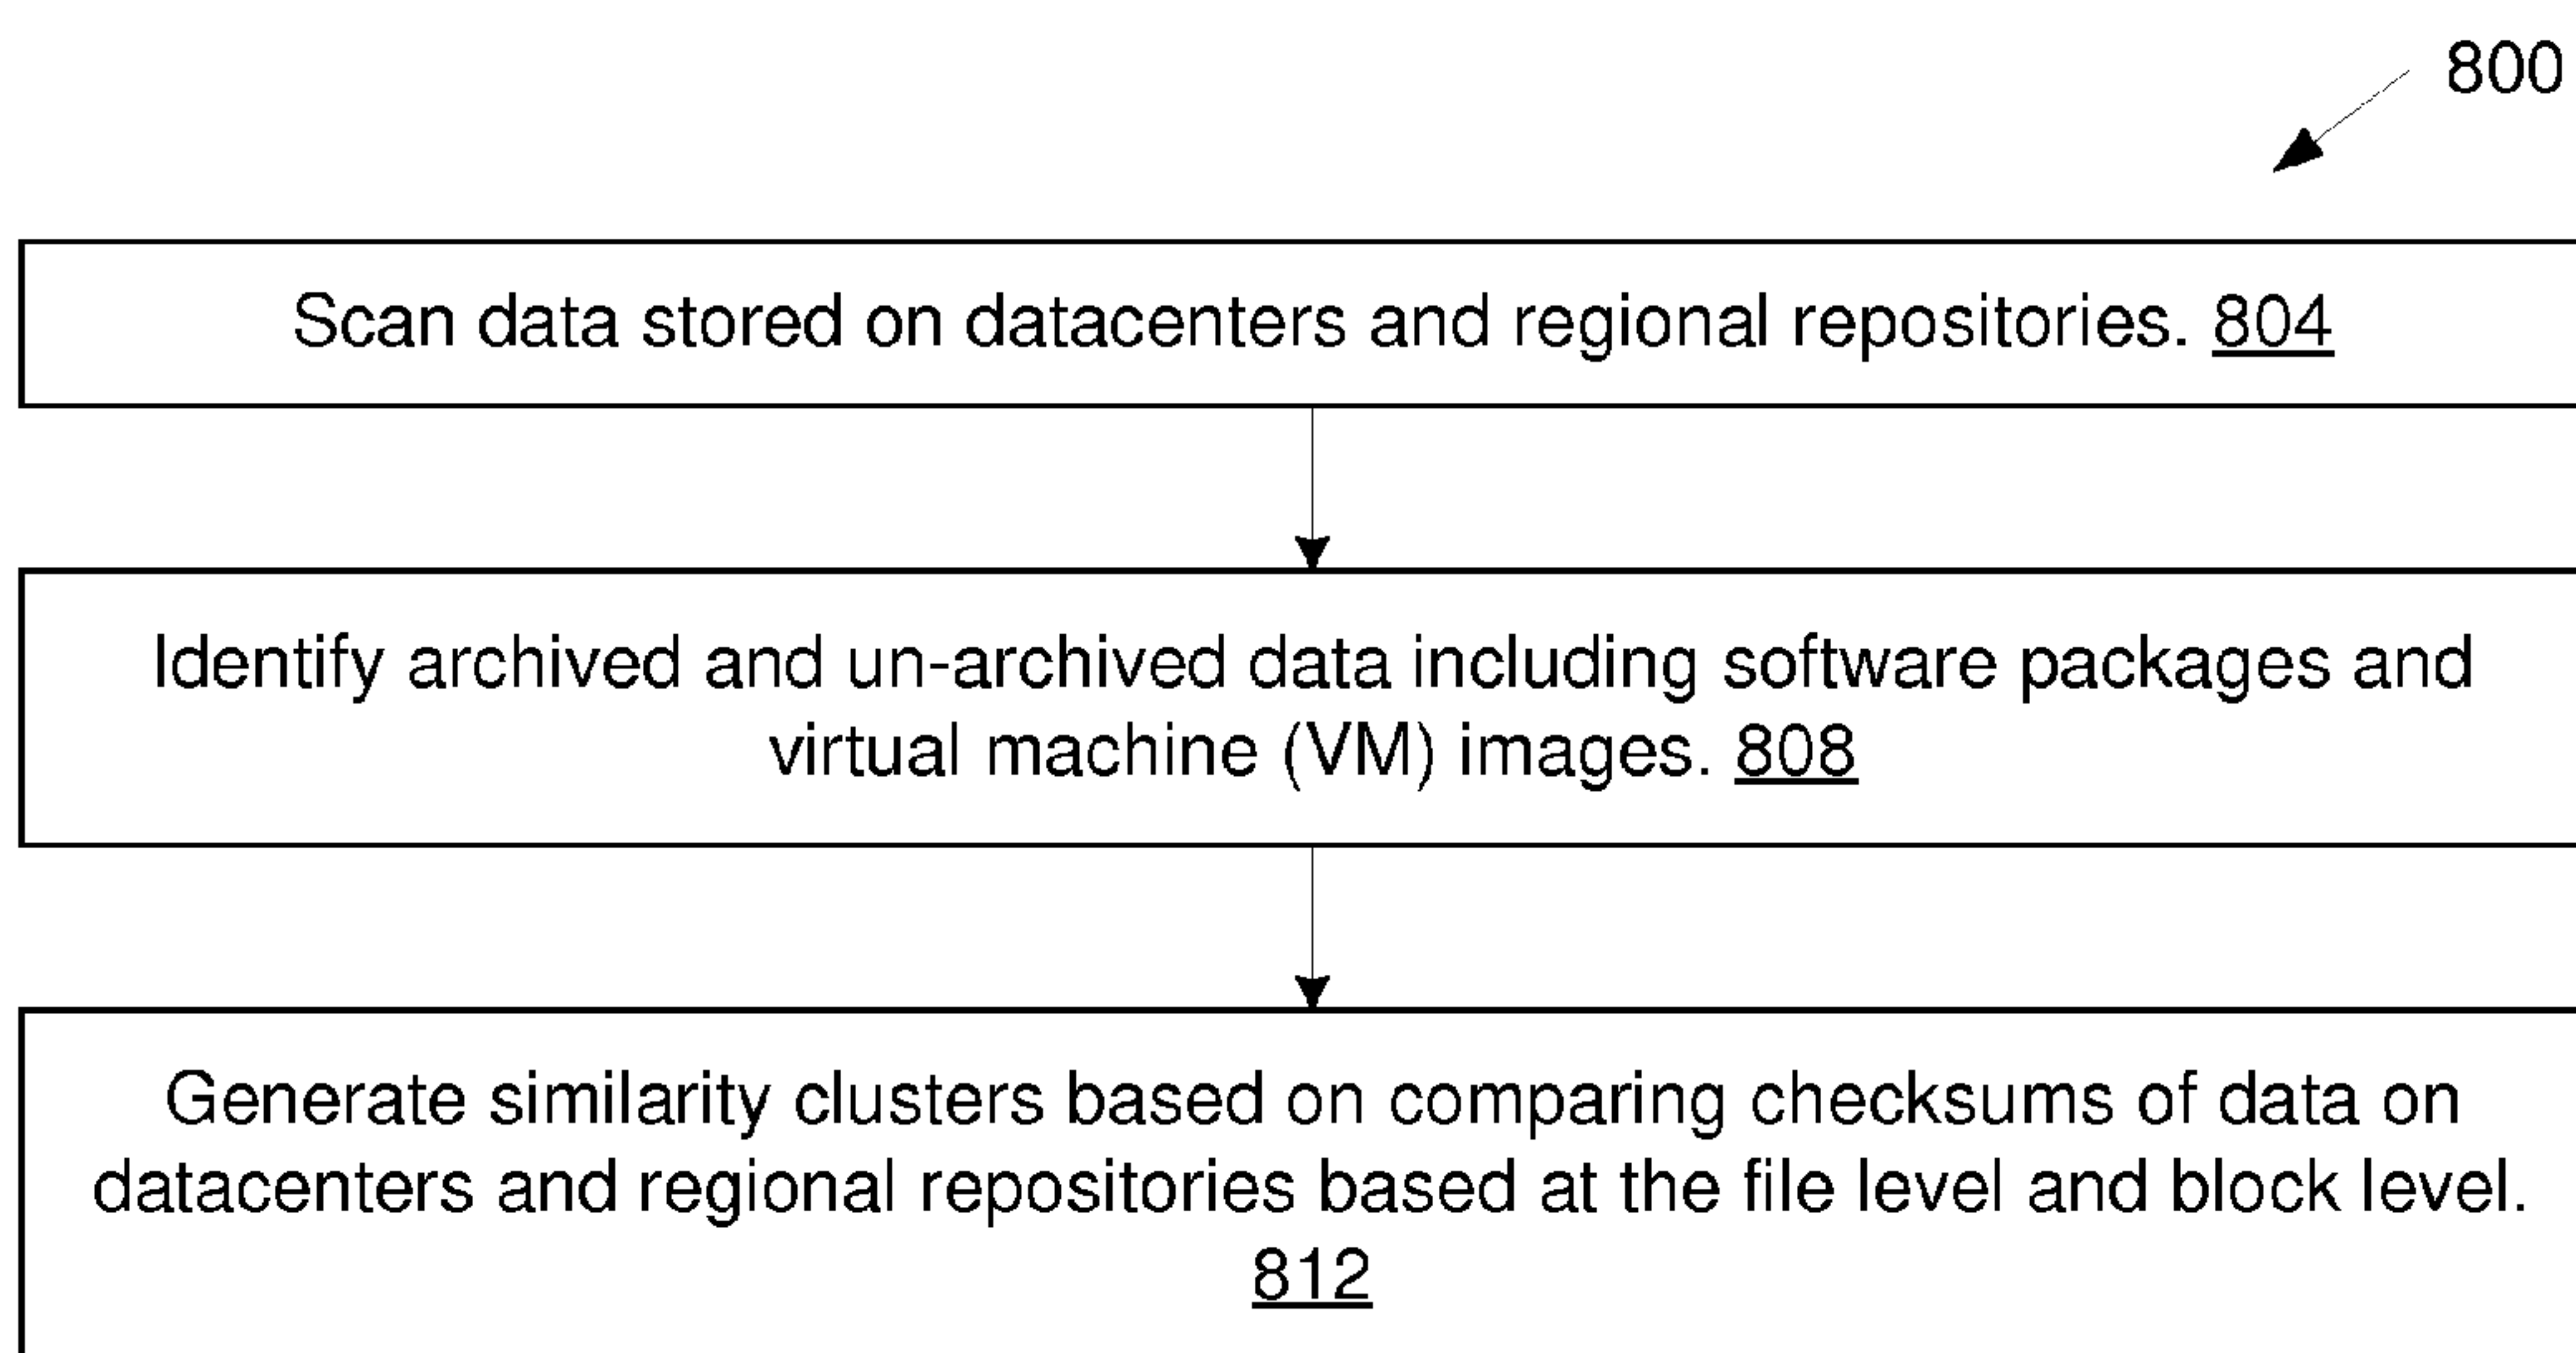 800
Scan data stored on datacenters and regional repositories. 804
Identify archived and un-archived data including software packages and
virtual machine (VM) images. 808
Generate similarity clusters based on comparing checksums of data on
datacenters and regional repositories based at the file level and block level.
812